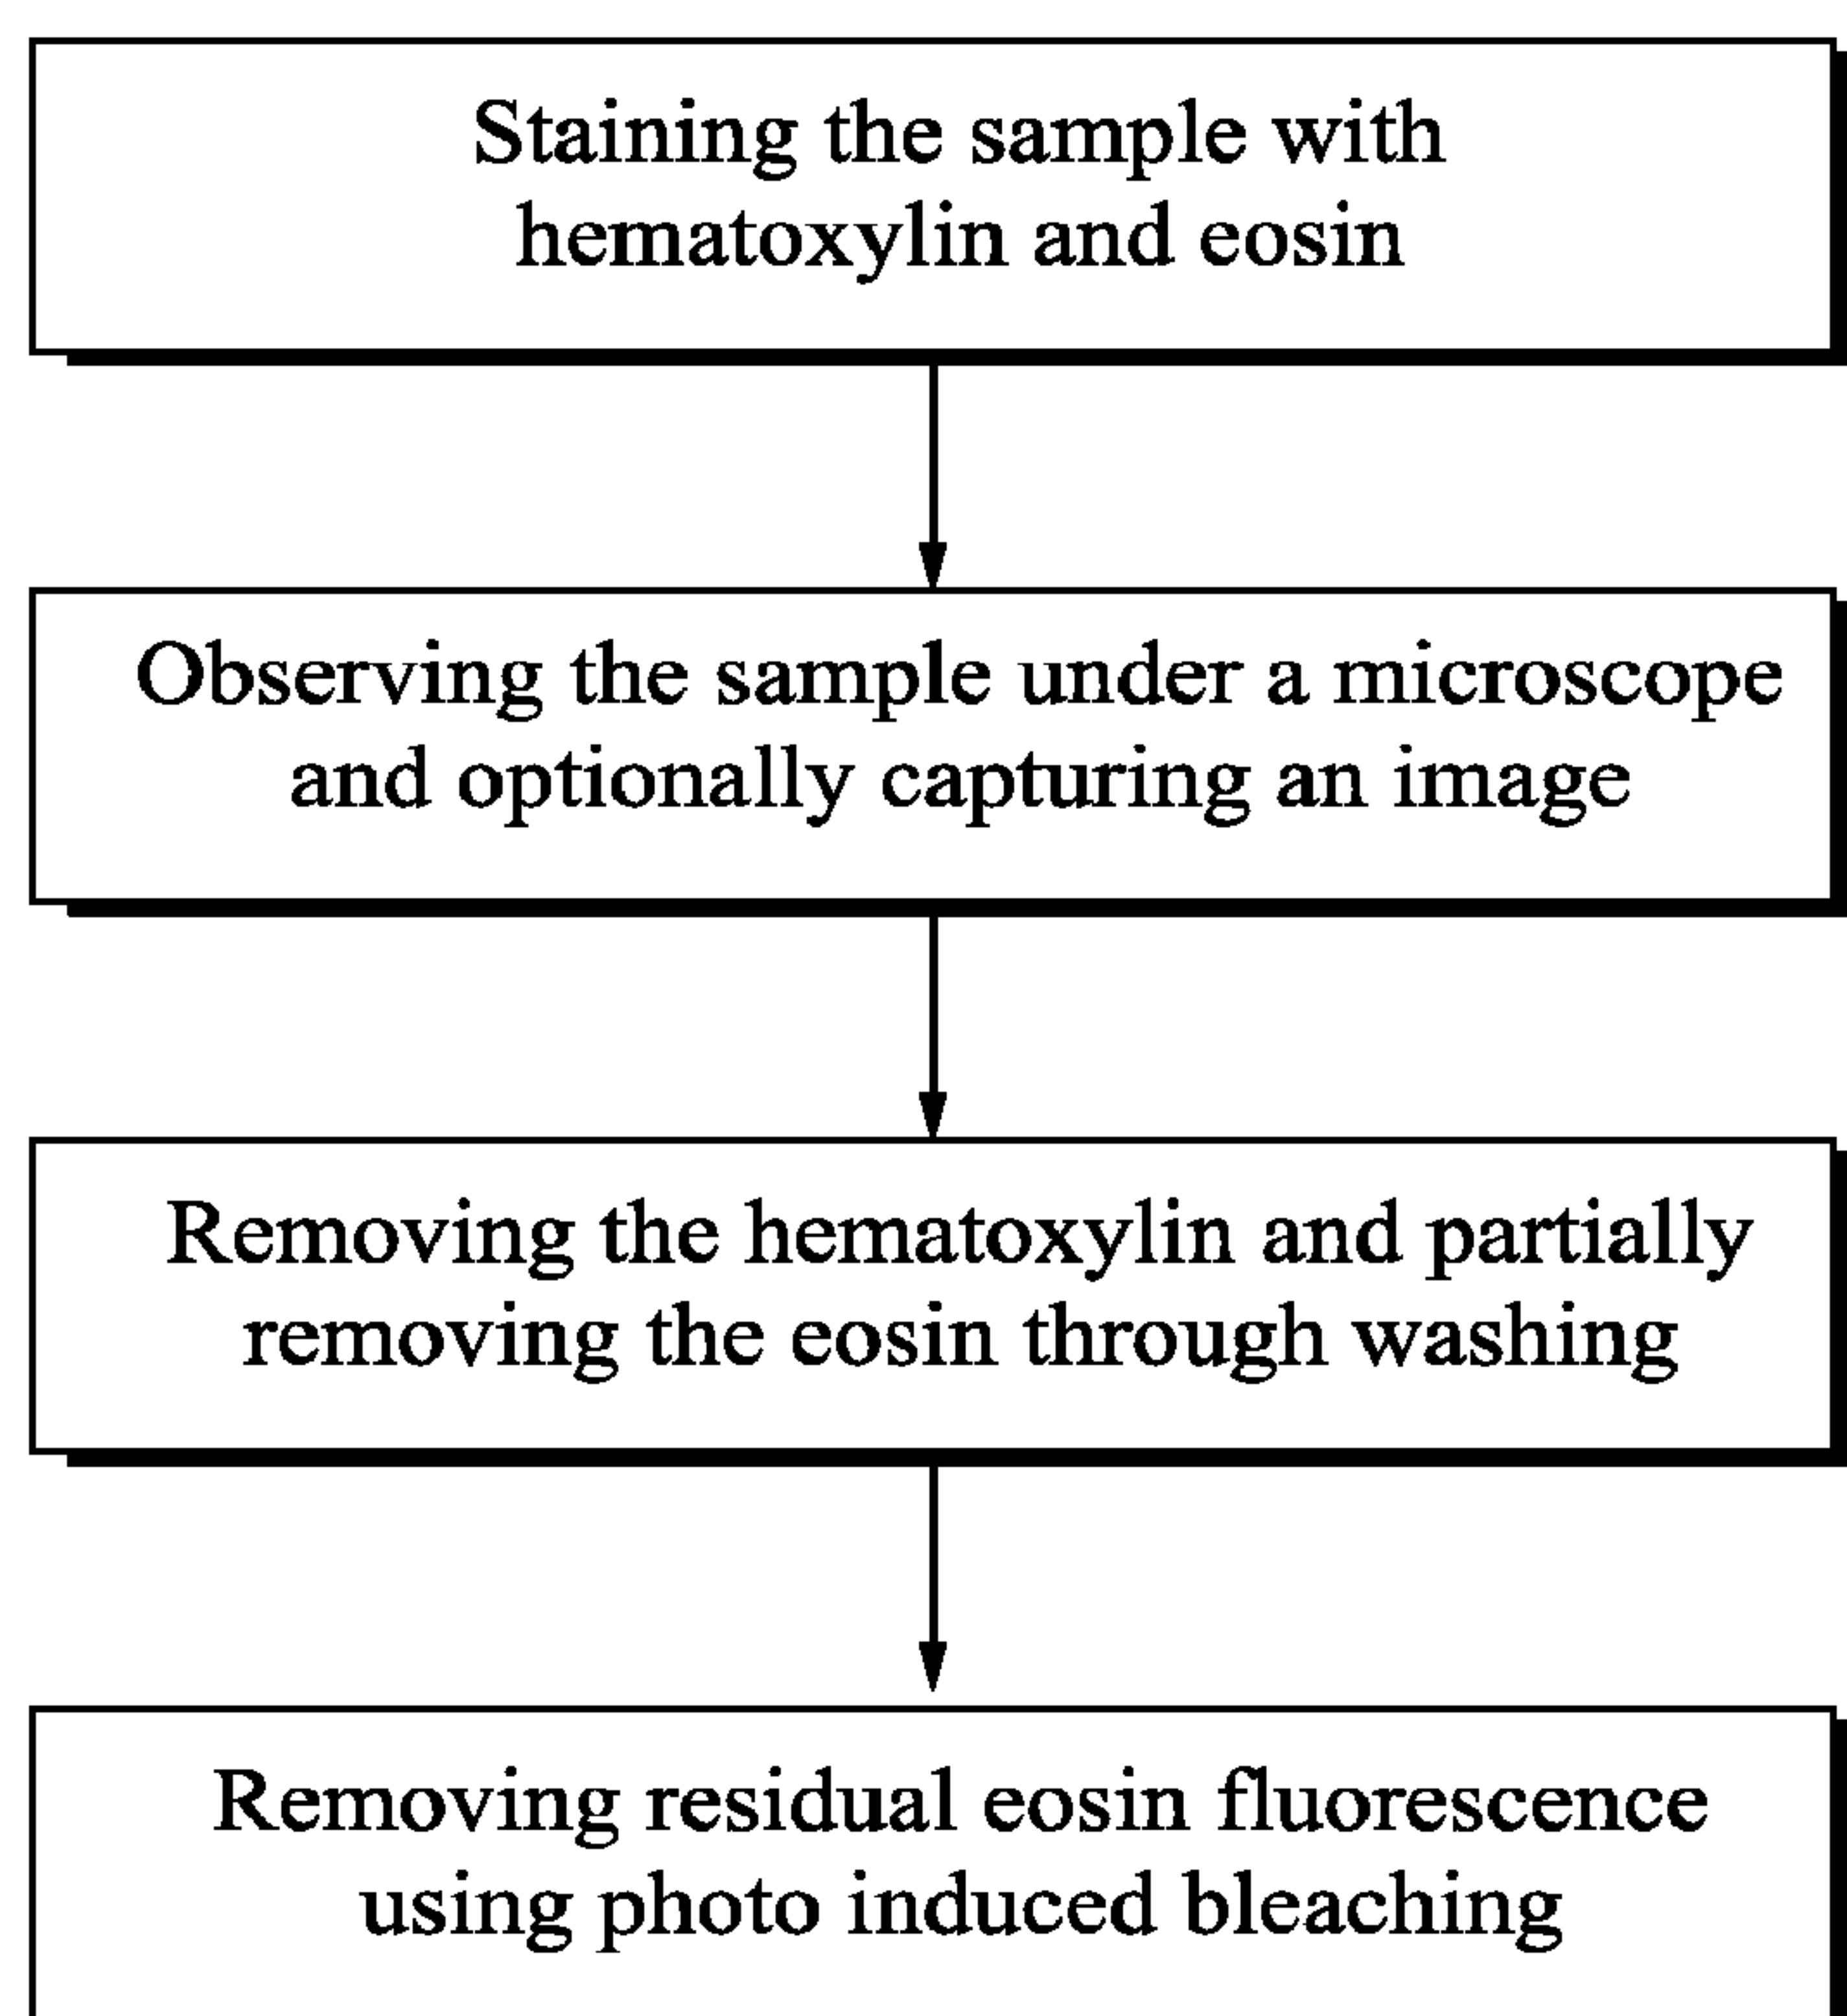 Staining the sample with
hematoxylin and eosin
Observing the sample under a microscope
and optionally capturing an image
Removing the hematoxylin and partially
removing the eosin through washing
Removing residual eosin fluorescence
using photo induced bleaching